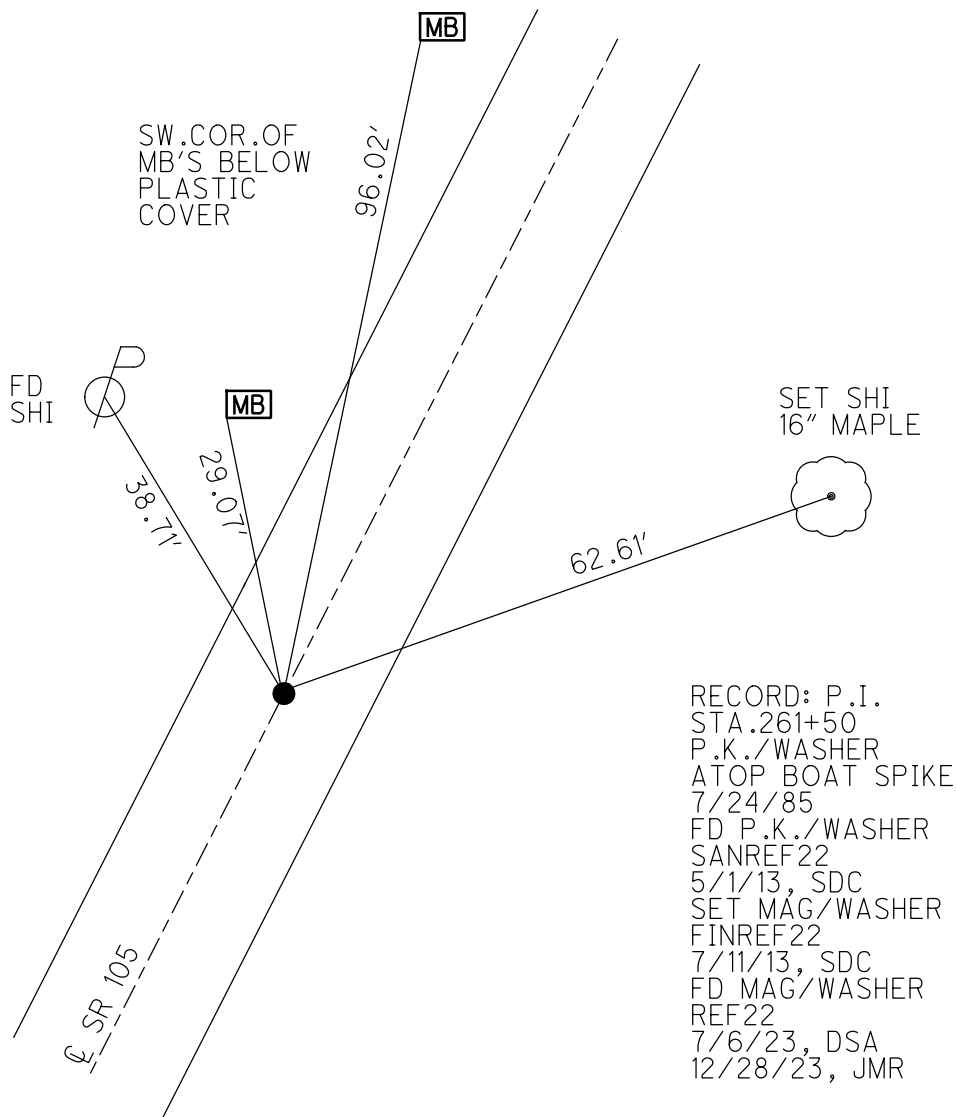 MB
SW.COR.OF
MB'S BELOW
PLASTIC
COVER
96.02'
FD
SHI
MB
SET SHI
16" MAPLE
38.71'
29.07'
62.61'
RECORD: P.I.
STA.261+50
P.K./WASHER
ATOP BOAT SPIKE
7/24/85
FD P.K./WASHER
SANREF22
5/1/13, SDC
SET MAG/WASHER
FINREF22
7/11/13, SDC
FD MAG/WASHER
REF22
7/6/23, DSA
12/28/23, JMR
℄ SR 105